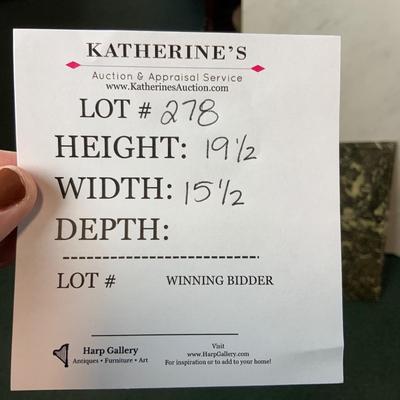 KATHERINE'S
Auction & Appraisal Service
www.KatherinesAuction.com
LOT # 278
HEIGHT: 19 1/2
WIDTH: 15 1/2
DEPTH:
LOT # WINNING BIDDER
Harp Gallery
Antiques • Furniture • Art
Visit
www.HarpGallery.com
For inspiration or to add to your home!